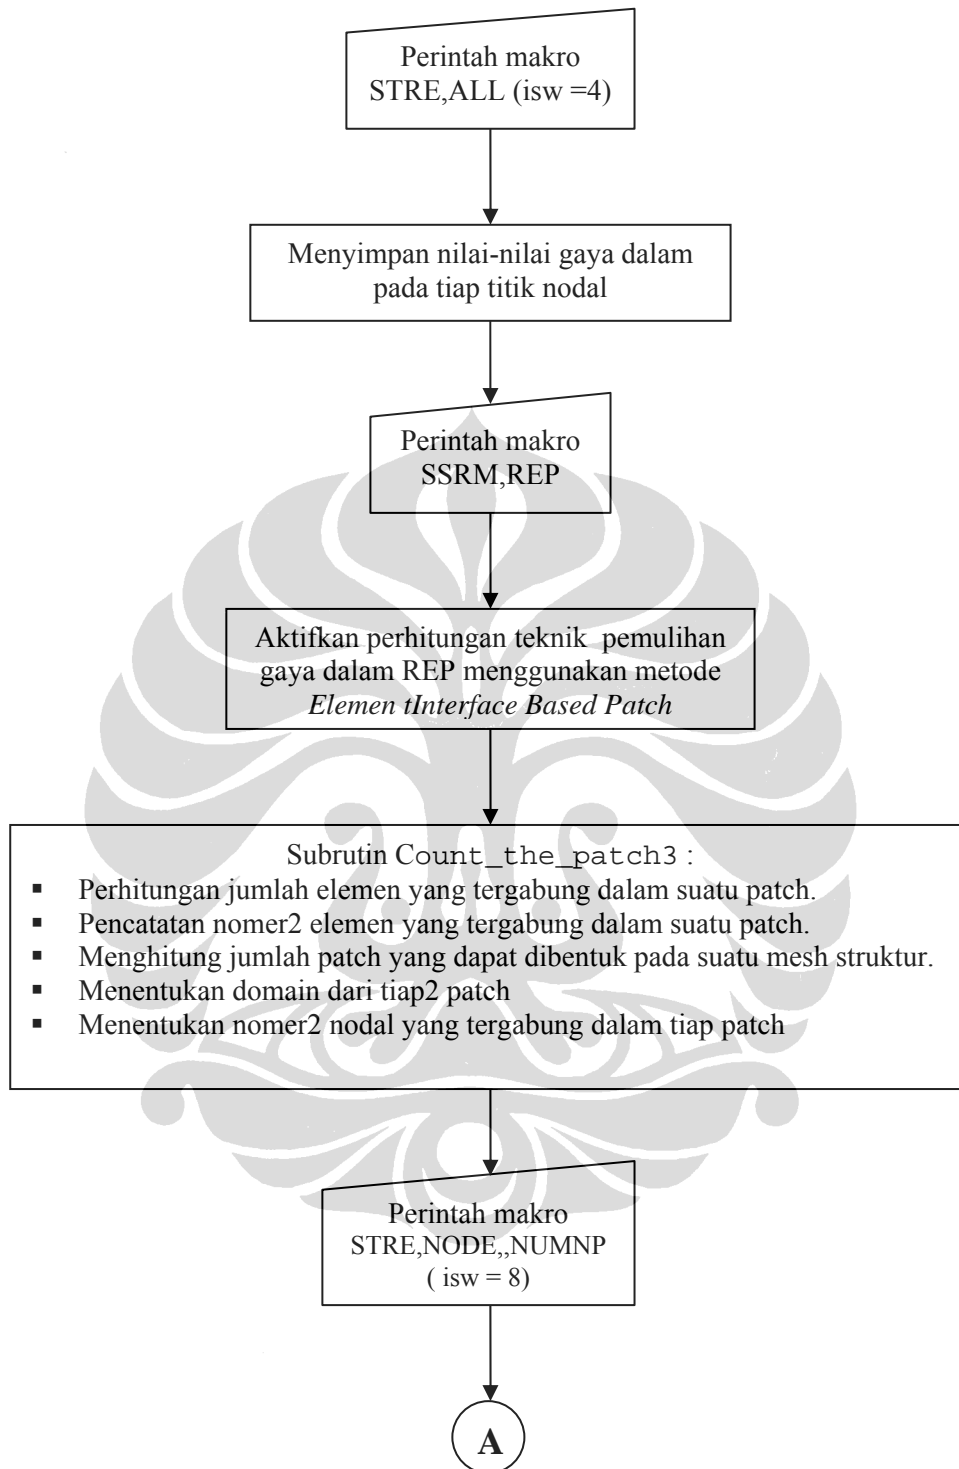 Perintah makro
STRE,ALL (isw =4)
Menyimpan nilai-nilai gaya dalam
pada tiap titik nodal
Perintah makro
SSRM,REP
Aktifkan perhitungan teknik pemulihan
gaya dalam REP menggunakan metode
Elemen tInterface Based Patch
Subrutin Count_the_patch3 :
▪ Perhitungan jumlah elemen yang tergabung dalam suatu patch.
▪ Pencatatan nomer2 elemen yang tergabung dalam suatu patch.
▪ Menghitung jumlah patch yang dapat dibentuk pada suatu mesh struktur.
▪ Menentukan domain dari tiap2 patch
▪ Menentukan nomer2 nodal yang tergabung dalam tiap patch
Perintah makro
STRE,NODE,,NUMNP
( isw = 8)
A